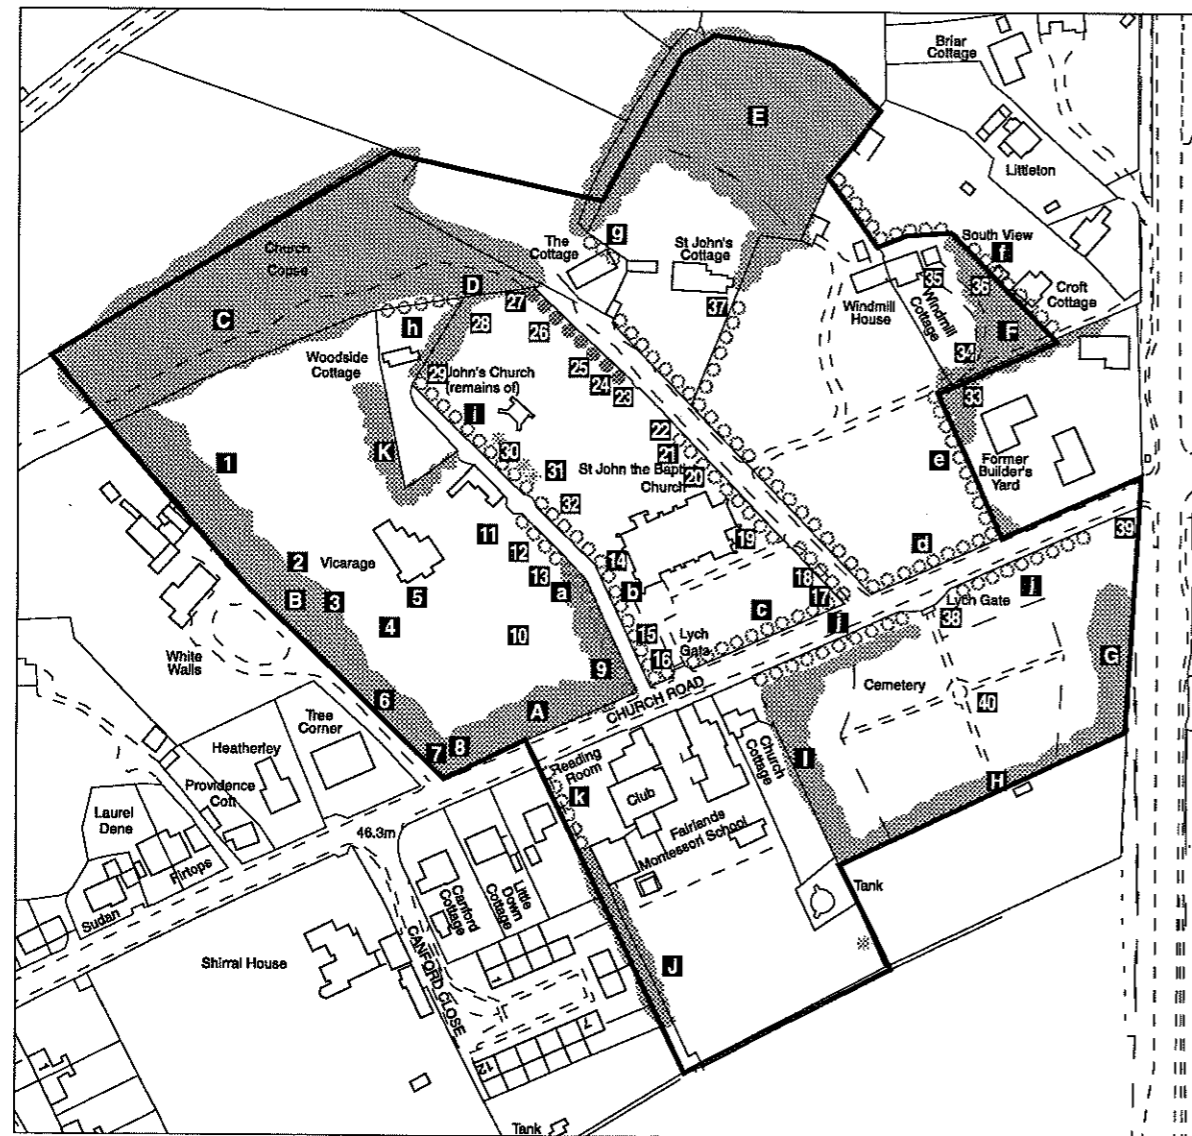 Briar
Cottage
E
Littleton
The
Cottage
g
St John's
Cottage
South View
f
Church
Copse
D
27
35
36
Croft
Cottage
C
h
28
26
37
Windmill
House
Windmill
Cottage
F
Woodside
Cottage
29
John's Church
(remains of)
25
24
23
34
33
i
K
30
22
21
1
31
St John the Baptist
Church
20
e
Former
Builder's
Yard
32
11
12
19
39
2
Vicarage
13
14
d
B
3
5
a
b
18
17
Lych Gate
j
4
10
15
c
j
38
White
Walls
16
Lych
Gate
9
G
Cemetery
40
6
A
CHURCH ROAD
Tree
Corner
7
8
Heatherley
Reading
Room
Church
Cottage
I
H
Providence
Cott
k
Club
Laurel
Dene
46.3m
Fairlands
Montessori School
Firtops
Tank
Sudan
Canford
Cottage
Little
Down
Cottage
Shirral House
CANFORD CLOSE
1
J
7
12
Tank